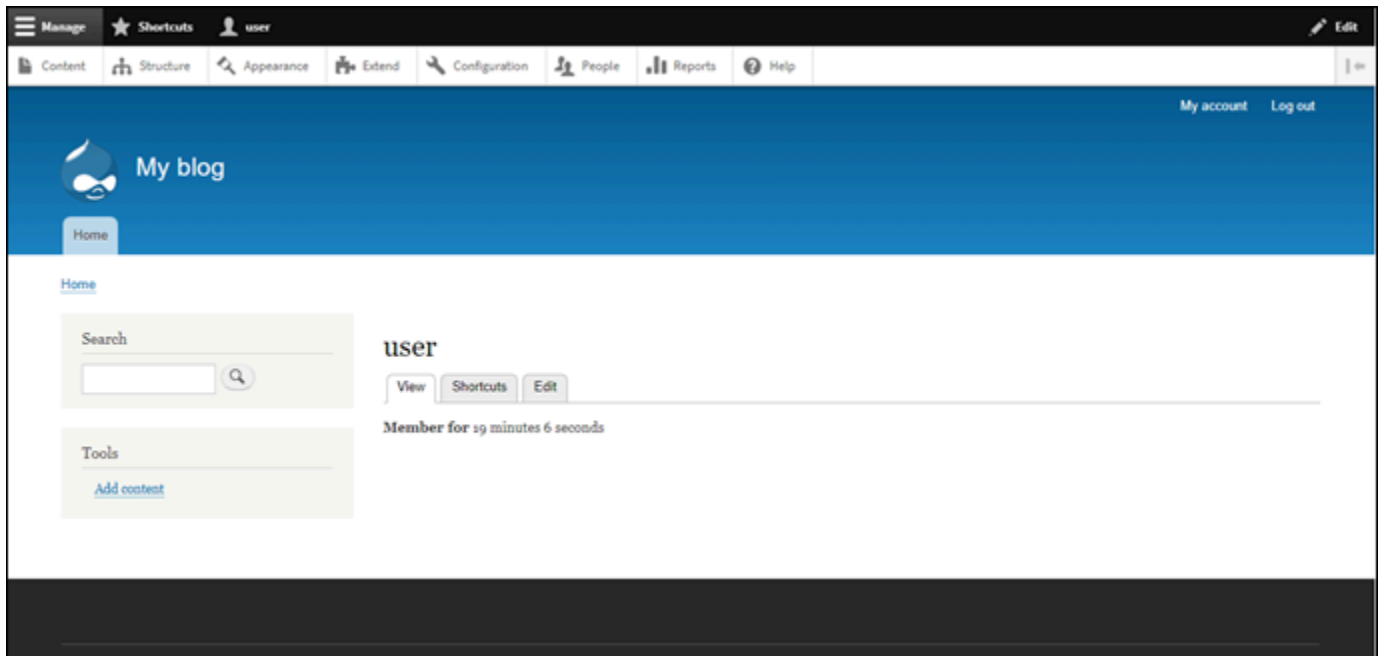 Manage Shortcuts user Edit
Content Structure Appearance Extend Configuration People Reports Help
My account Log out
My blog
Home
Home
Search
user
View Shortcuts Edit
Member for 19 minutes 6 seconds
Tools
Add content